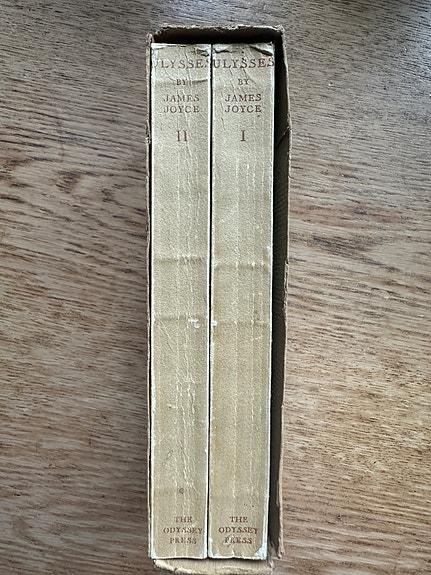 ULYSSES
BY
JAMES
JOYCE
II
THE
ODYSSEY
PRESS
ULYSSES
BY
JAMES
JOYCE
I
THE
ODYSSEY
PRESS